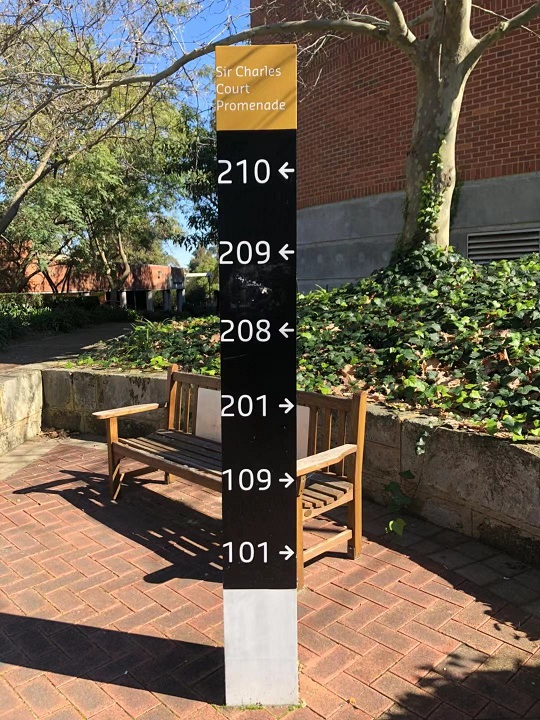 Sir Charles
Court
Promenade
210 ←
209 ←
208 ←
201 →
109 →
101 →